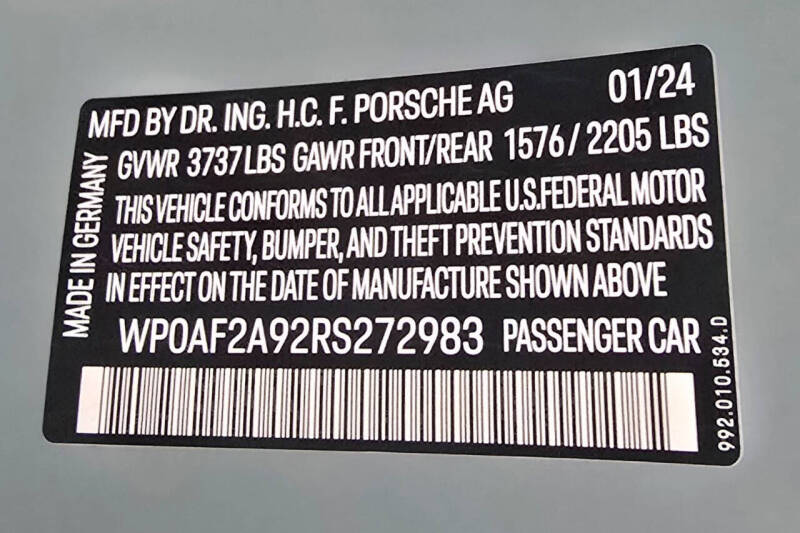 MFD BY DR. ING. H.C. F. PORSCHE AG 01/24
GVWR 3737 LBS GAWR FRONT/REAR 1576 / 2205 LBS
THIS VEHICLE CONFORMS TO ALL APPLICABLE U.S.FEDERAL MOTOR
VEHICLE SAFETY, BUMPER, AND THEFT PREVENTION STANDARDS
IN EFFECT ON THE DATE OF MANUFACTURE SHOWN ABOVE
WP0AF2A92RS272983 PASSENGER CAR
MADE IN GERMANY
992.010.534.D